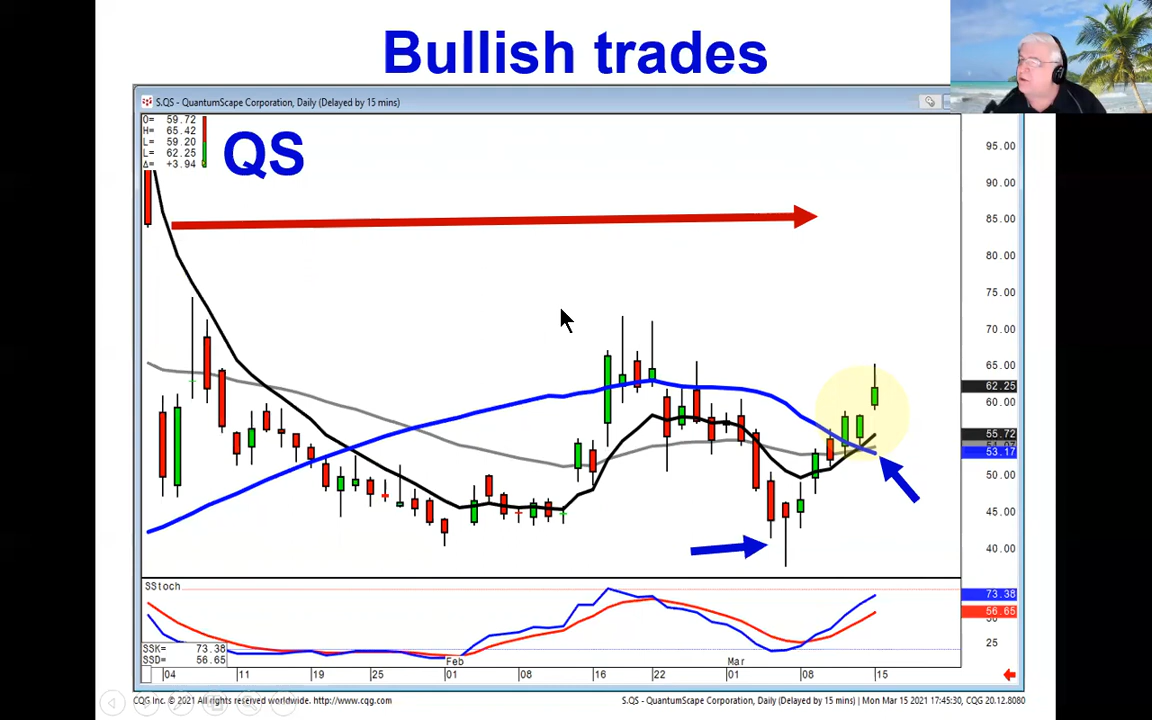 Bullish trades
S.QS - QuantumScape Corporation, Daily (Delayed by 15 mins)
O= 59.72
H= 65.42
L= 59.20
L= 62.25
Δ= +3.94
QS
95.00
90.00
85.00
80.00
75.00
70.00
65.00
62.25
60.00
55.72
53.17
50.00
45.00
40.00
SStoch
73.38
56.65
25
SSK= 73.38
SSD= 56.65
Feb Mar
04 11 19 25 01 08 16 22 01 08 15
CQG Inc. © 2021 All rights reserved worldwide. http://www.cqg.com S.QS - QuantumScape Corporation, Daily (Delayed by 15 mins) | Mon Mar 15 2021 17:45:30, CQG 20.12.8080